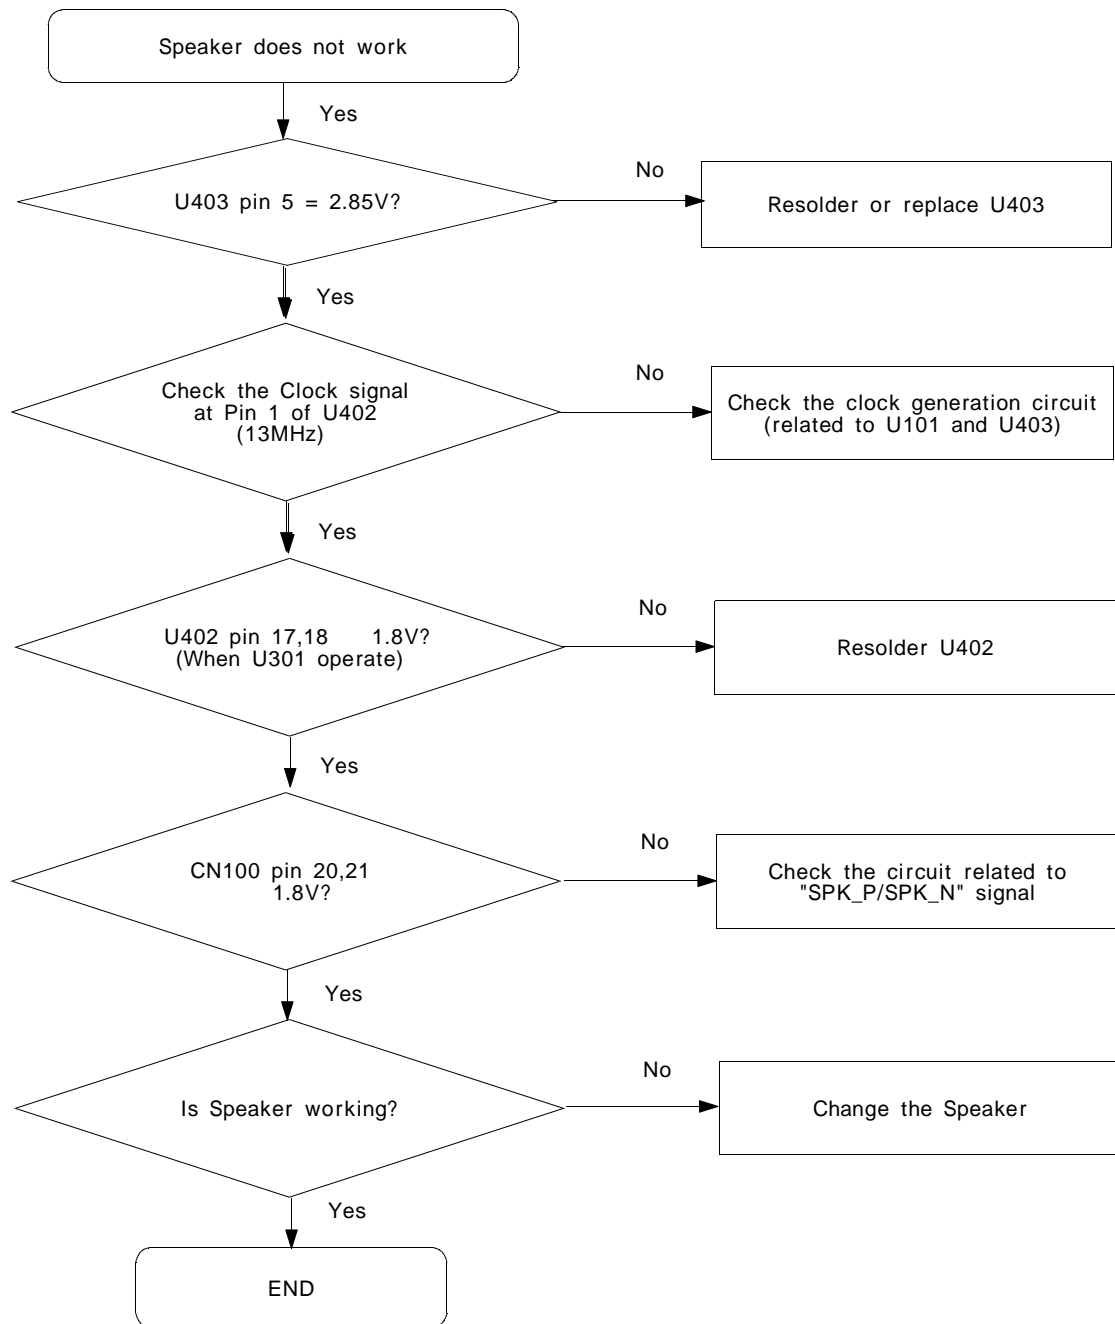 Speaker does not work
Yes
U403 pin 5 = 2.85V?
No
Resolder or replace U403
Yes
Check the Clock signal
at Pin 1 of U402
(13MHz)
No
Check the clock generation circuit
(related to U101 and U403)
Yes
U402 pin 17,18 1.8V?
(When U301 operate)
No
Resolder U402
Yes
CN100 pin 20,21
1.8V?
No
Check the circuit related to
"SPK_P/SPK_N" signal
Yes
Is Speaker working?
No
Change the Speaker
Yes
END